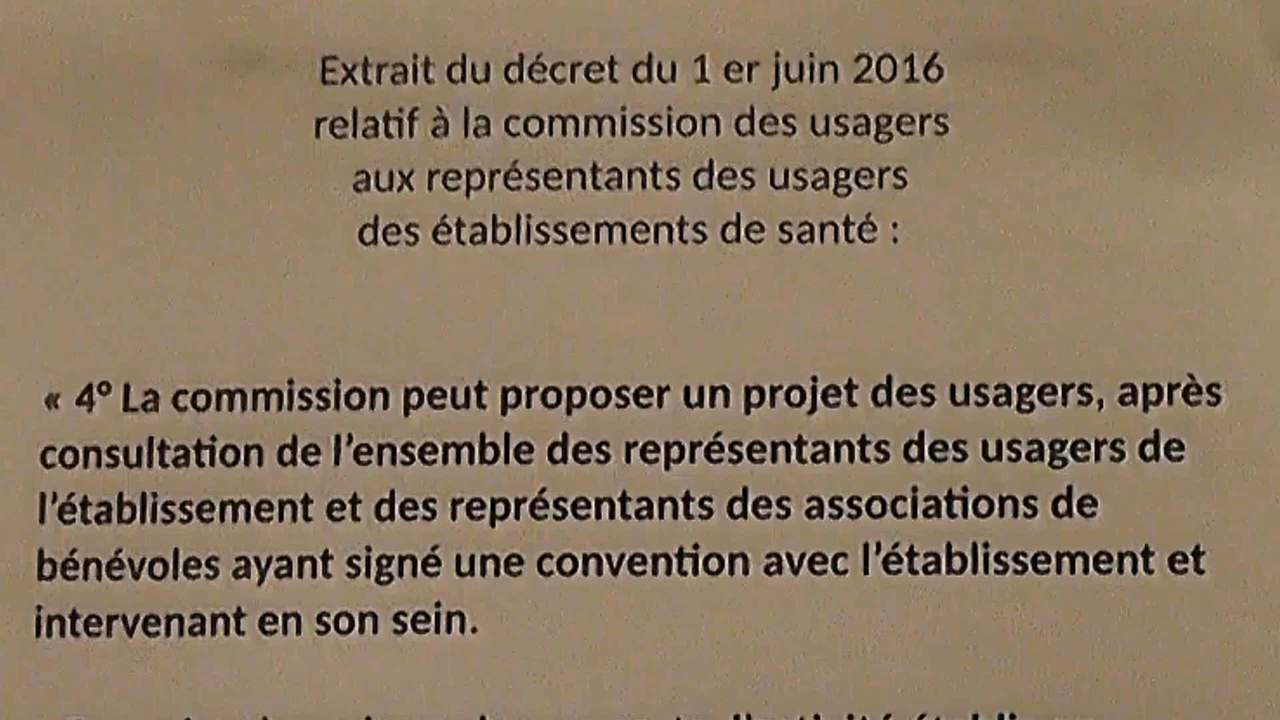 Extrait du décret du 1 er juin 2016
relatif à la commission des usagers
aux représentants des usagers
des établissements de santé :
« 4° La commission peut proposer un projet des usagers, après
consultation de l'ensemble des représentants des usagers de
l'établissement et des représentants des associations de
bénévoles ayant signé une convention avec l'établissement et
intervenant en son sein.